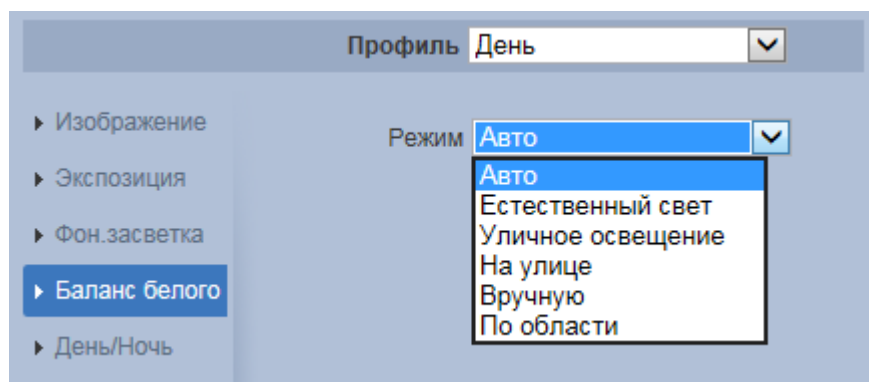 Профиль День
Изображение
Режим Авто
Экспозиция
Авто
Естественный свет
Фон.засветка
Уличное освещение
На улице
Баланс белого
Вручную
По области
День/Ночь